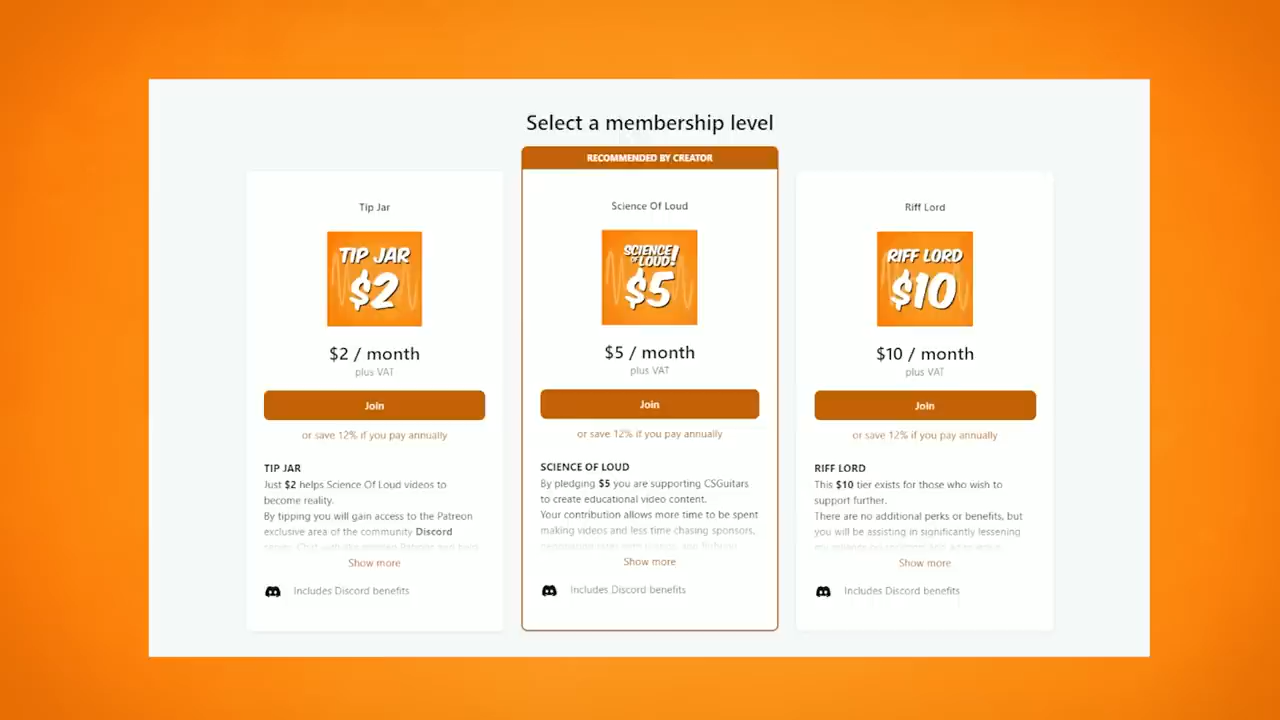 Select a membership level
Tip Jar
TIP JAR
$2
$2 / month
plus VAT
Join
or save 12% if you pay annually
TIP JAR
Just $2 helps Science Of Loud videos to
become reality.
By tipping you will gain access to the Patreon
exclusive area of the community Discord
Show more
Includes Discord benefits
RECOMMENDED BY CREATOR
Science Of Loud
SCIENCE
OF LOUD!
$5
$5 / month
plus VAT
Join
or save 12% if you pay annually
SCIENCE OF LOUD
By pledging $5 you are supporting CSGuitars
to create educational video content.
Your contribution allows more time to be spent
making videos and less time chasing sponsors,
Show more
Includes Discord benefits
Riff Lord
RIFF LORD
$10
$10 / month
plus VAT
Join
or save 12% if you pay annually
RIFF LORD
This $10 tier exists for those who wish to
support further.
There are no additional perks or benefits, but
you will be assisting in significantly lessening
Show more
Includes Discord benefits